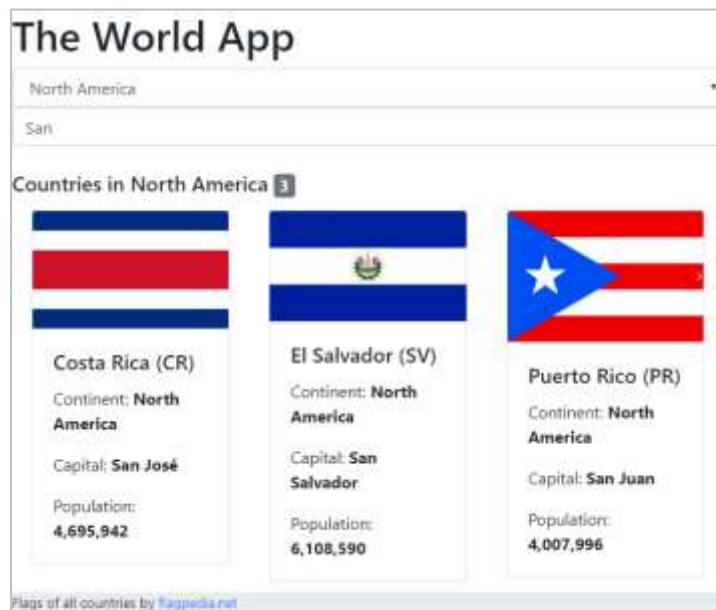 The World App
North America
San
Countries in North America 3
Costa Rica (CR)
Continent: North
America
Capital: San José
Population:
4,695,942
El Salvador (SV)
Continent: North
America
Capital: San
Salvador
Population:
6,108,590
Puerto Rico (PR)
Continent: North
America
Capital: San Juan
Population:
4,007,996
Flags of all countries by flagpedia.net